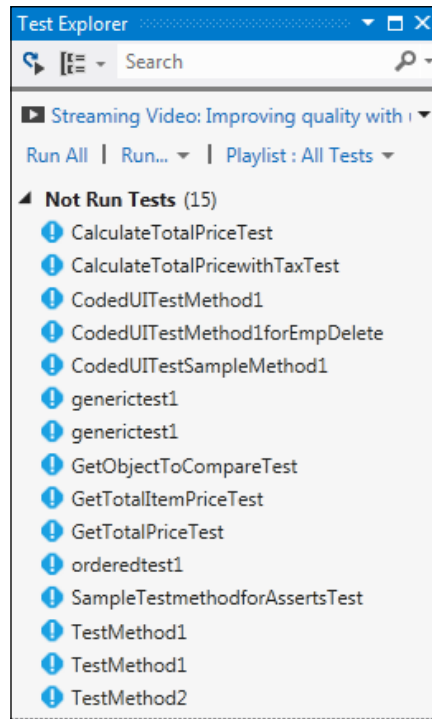 Test Explorer
Search
Streaming Video: Improving quality with
Run All | Run... | Playlist : All Tests
Not Run Tests (15)
CalculateTotalPriceTest
CalculateTotalPricewithTaxTest
CodedUITestMethod1
CodedUITestMethod1forEmpDelete
CodedUITestSampleMethod1
generictest1
generictest1
GetObjectToCompareTest
GetTotalItemPriceTest
GetTotalPriceTest
orderedtest1
SampleTestmethodforAssertsTest
TestMethod1
TestMethod1
TestMethod2